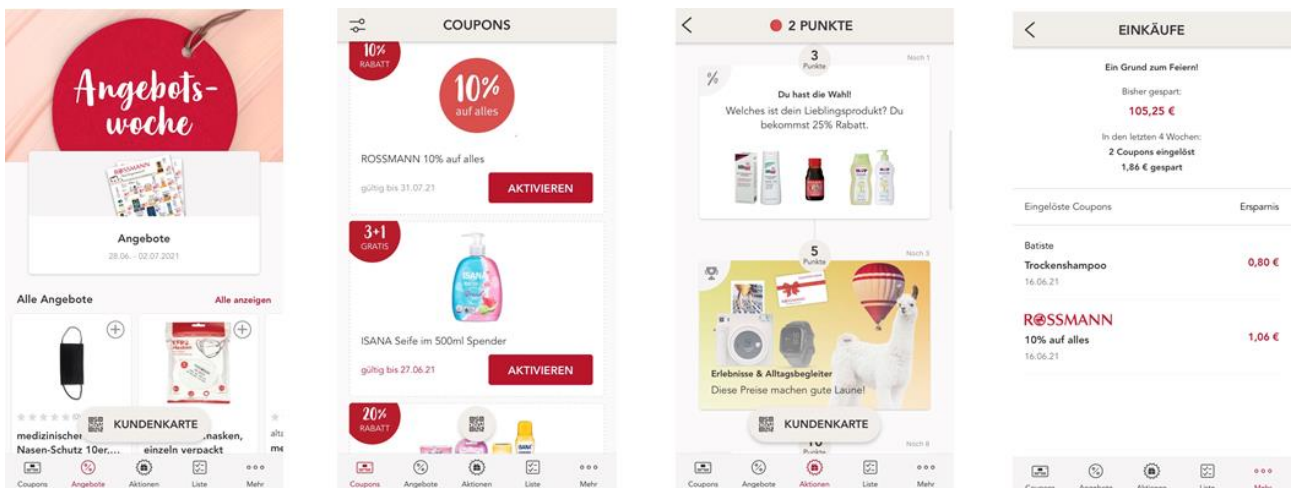 Angebots-
woche
ROSSMANN
Angebote
28.06. - 02.07.2021
Alle Angebote
Alle anzeigen
KUNDENKARTE
medizinischer
masken,
Nasen-Schutz 10er,...
einzeln verpackt
Coupons
Angebote
Aktionen
Liste
Mehr
COUPONS
10%
RABATT
10%
auf alles
ROSSMANN 10% auf alles
gültig bis 31.07.21
AKTIVIEREN
3+1
GRATIS
ISANA
ISANA Seife im 500ml Spender
gültig bis 27.06.21
AKTIVIEREN
20%
RABATT
Coupons
Angebote
Aktionen
Liste
Mehr
2 PUNKTE
3
Punkte
Noch 1
%
Du hast die Wahl!
Welches ist dein Lieblingsprodukt? Du
bekommst 25% Rabatt.
5
Punkte
Noch 3
Erlebnisse & Alltagsbegleiter
Diese Preise machen gute Laune!
KUNDENKARTE
10
Punkte
Noch 8
Coupons
Angebote
Aktionen
Liste
Mehr
EINKÄUFE
Ein Grund zum Feiern!
Bisher gespart:
105,25 €
In den letzten 4 Wochen:
2 Coupons eingelöst
1,86 € gespart
Eingelöste Coupons
Ersparnis
Batiste
Trockenshampoo
0,80 €
16.06.21
ROSSMANN
10% auf alles
1,06 €
16.06.21
Coupons
Angebote
Aktionen
Liste
Mehr